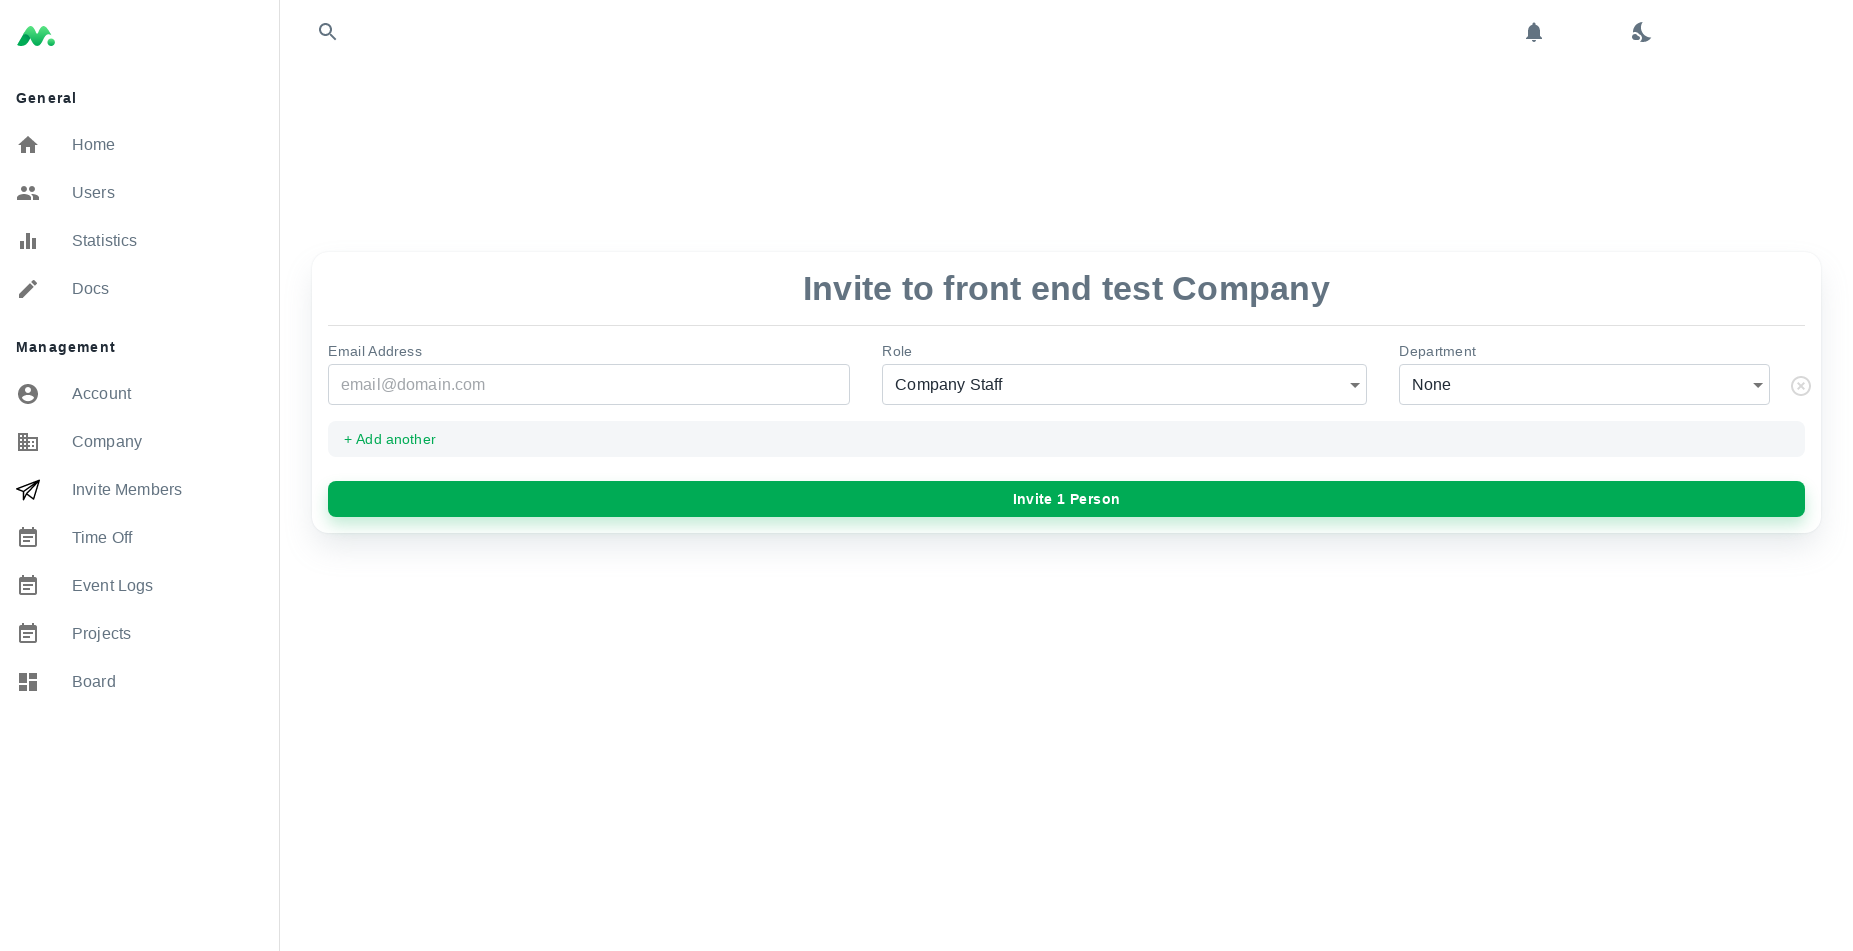 General
Home
Users
Statistics
Docs
Management
Account
Company
Invite Members
Time Off
Event Logs
Projects
Board
Invite to front end test Company
Email Address
Role
Department
email@domain.com
Company Staff
None
+ Add another
Invite 1 Person